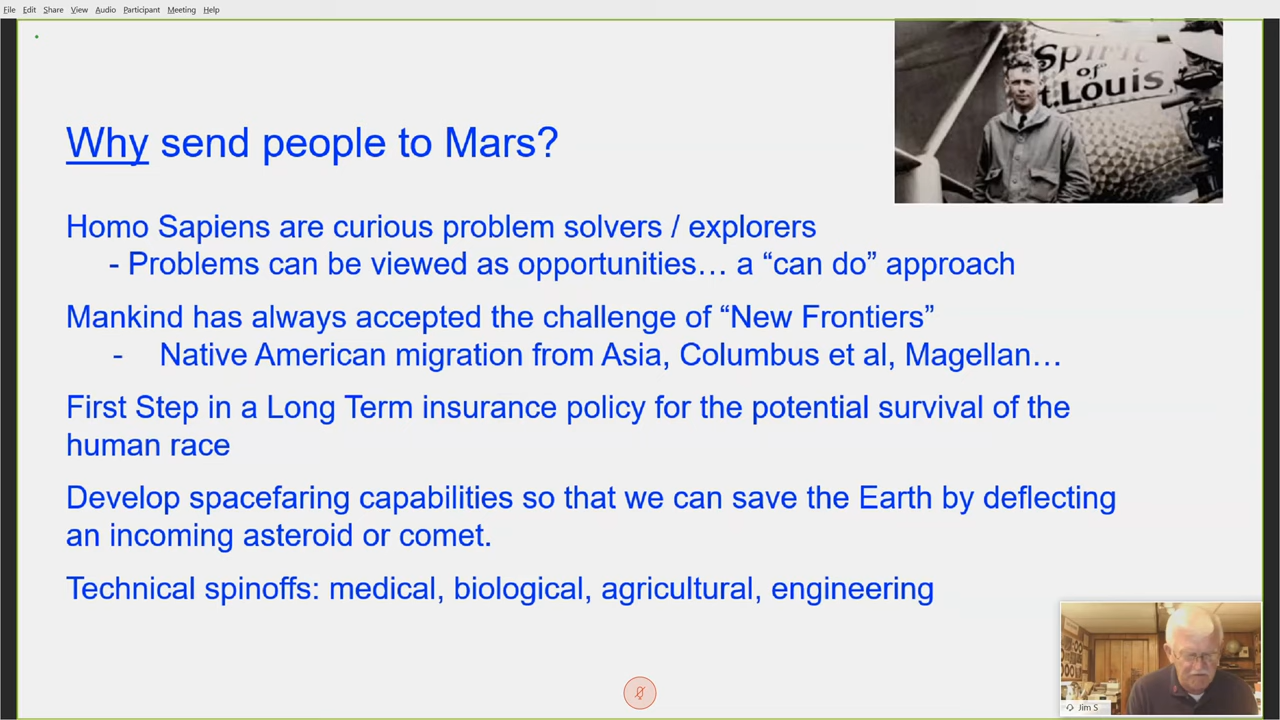 File Edit Share View Audio Participant Meeting Help
Spirit
of
t.Louis
Why send people to Mars?
Homo Sapiens are curious problem solvers / explorers
- Problems can be viewed as opportunities… a “can do” approach
Mankind has always accepted the challenge of “New Frontiers”
- Native American migration from Asia, Columbus et al, Magellan…
First Step in a Long Term insurance policy for the potential survival of the
human race
Develop spacefaring capabilities so that we can save the Earth by deflecting
an incoming asteroid or comet.
Technical spinoffs: medical, biological, agricultural, engineering
Jim S